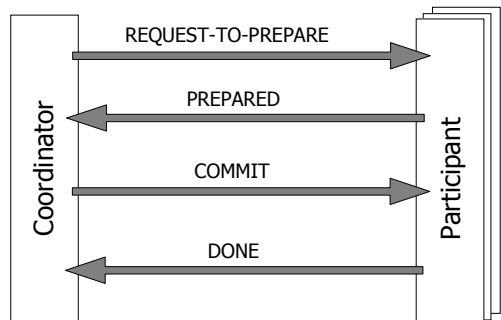 REQUEST-TO-PREPARE
PREPARED
COMMIT
DONE
Coordinator
Participant